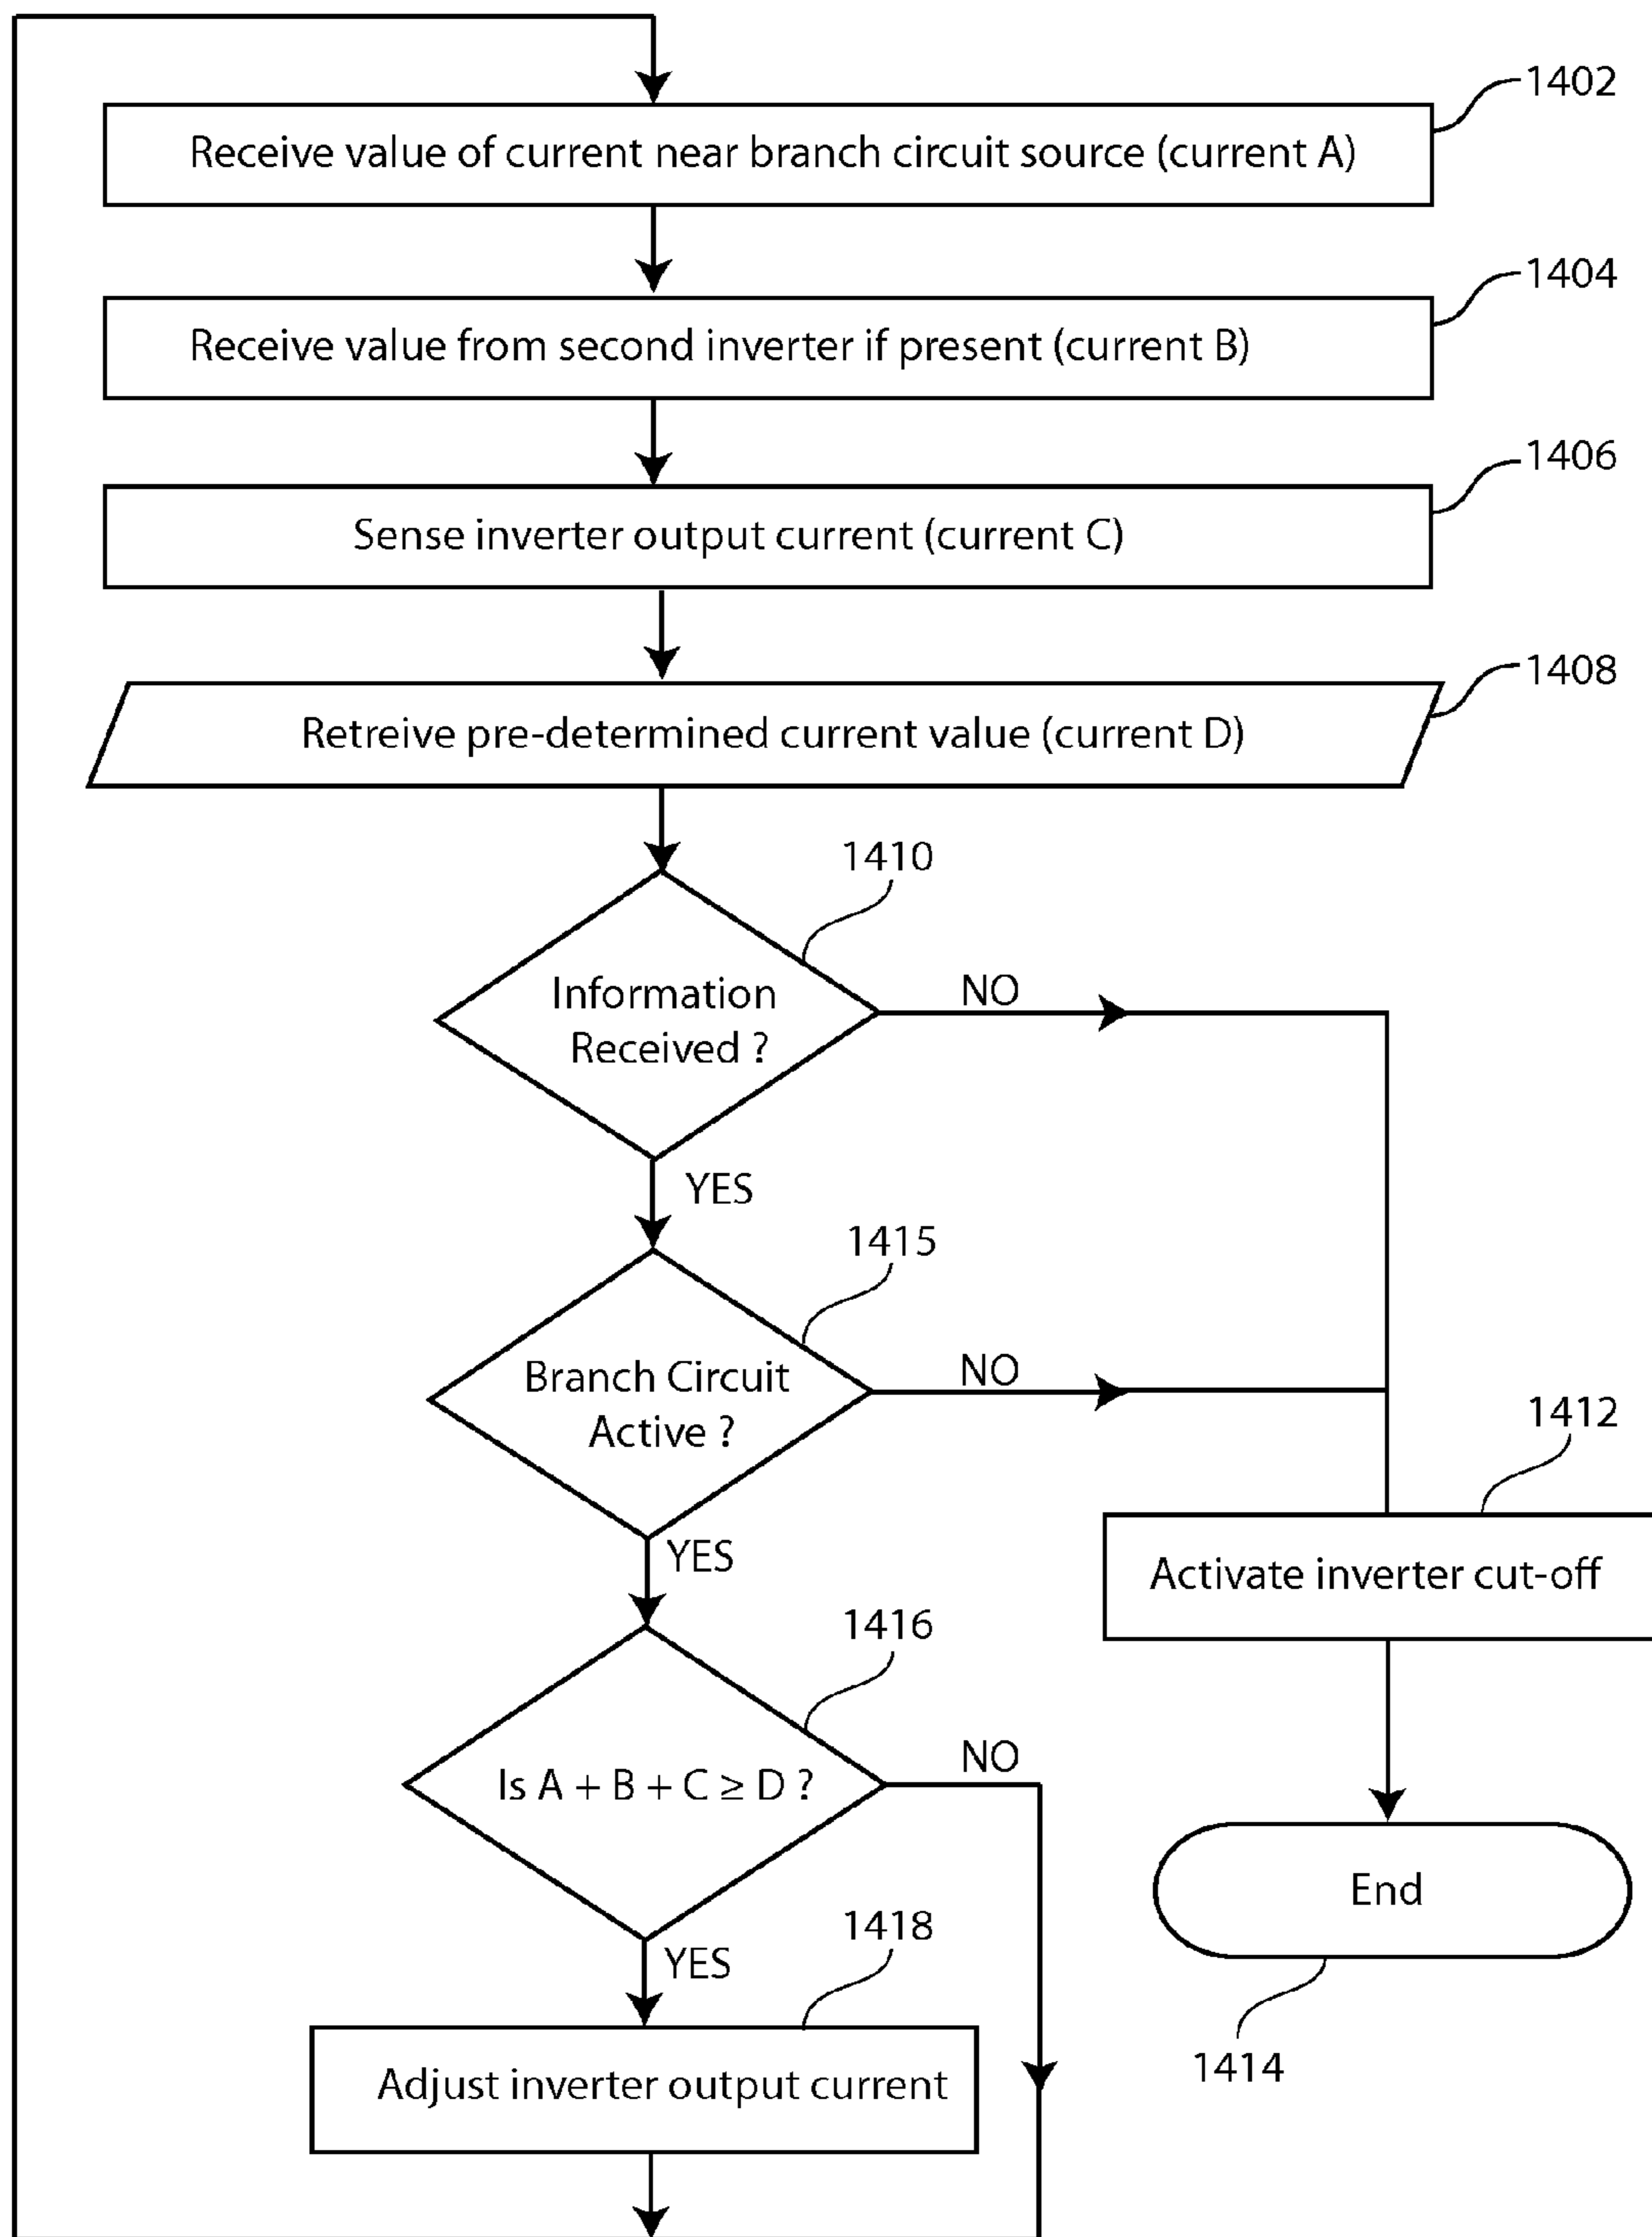 1402
Receive value of current near branch circuit source (current A)
1404
Receive value from second inverter if present (current B)
1406
Sense inverter output current (current C)
1408
Retreive pre-determined current value (current D)
1410
Information
Received ?
NO
YES
1415
Branch Circuit
Active ?
NO
YES
1412
Activate inverter cut-off
1416
Is A + B + C ≥ D ?
NO
YES
End
1414
1418
Adjust inverter output current